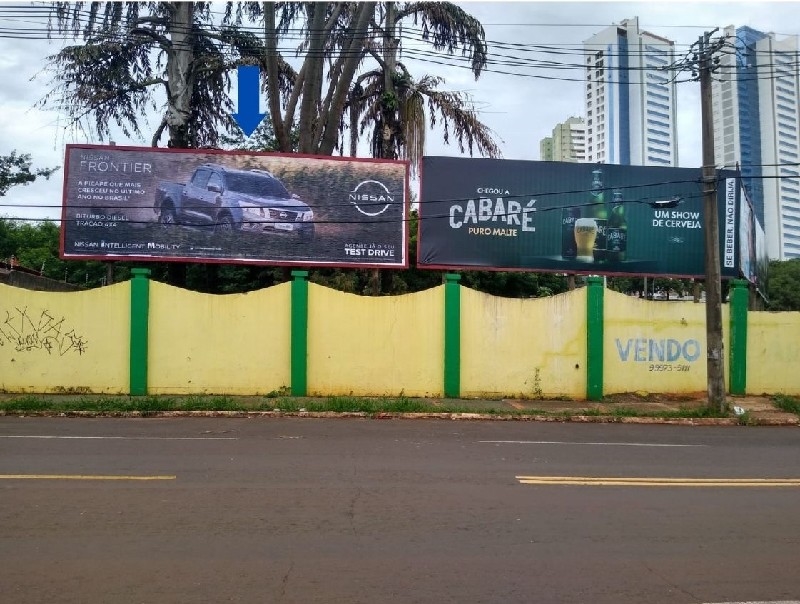 NISSAN
FRONTIER
A PICAPE QUE MAIS
CRESCEU NO ÚLTIMO
ANO NO BRASIL
BITURBO DIESEL
TRAÇÃO 4X4
NISSAN INTELLIGENT MOBILITY
NISSAN
AGENDE JÁ O SEU
TEST DRIVE
CHEGOU A
CABARÉ
PURO MALTE
UM SHOW
DE CERVEJA
SE BEBER, NÃO DIRIJA.
VENDO